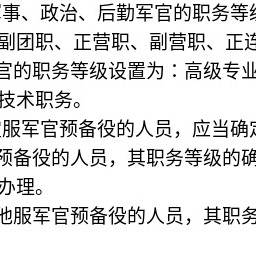 事、政治、后勤军官的职务等级
副团职、正营职、副营职、正连
官的职务等级设置为：高级专业
技术职务。
服军官预备役的人员，应当确定
预备役的人员，其职务等级的确
办理。
他服军官预备役的人员，其职务